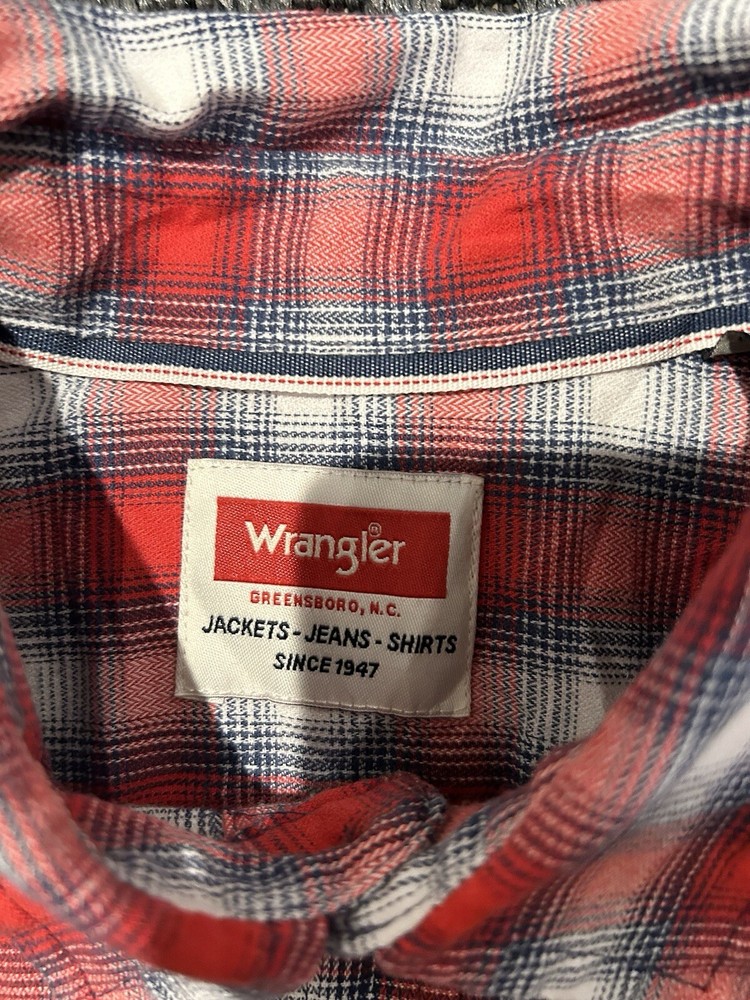 Wrangler®
GREENSBORO, N.C.
JACKETS - JEANS - SHIRTS
SINCE 1947